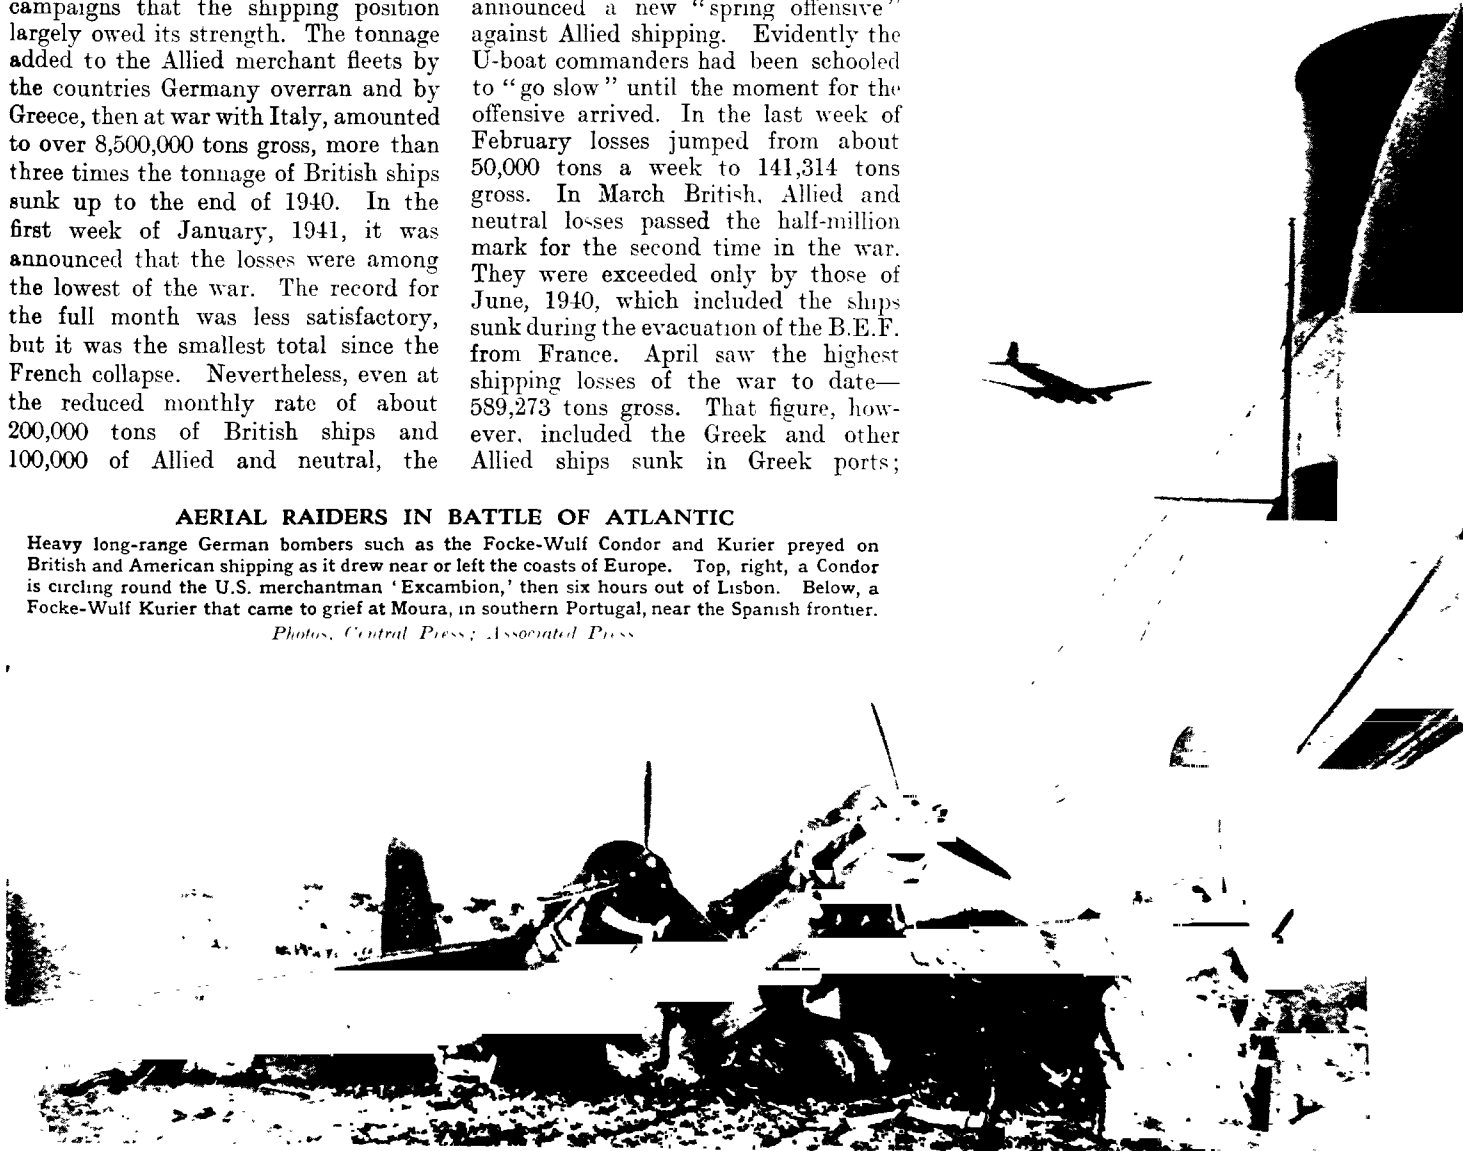 campaigns that the shipping position
largely owed its strength. The tonnage
added to the Allied merchant fleets by
the countries Germany overran and by
Greece, then at war with Italy, amounted
to over 8,500,000 tons gross, more than
three times the tonnage of British ships
sunk up to the end of 1940. In the
first week of January, 1941, it was
announced that the losses were among
the lowest of the war. The record for
the full month was less satisfactory,
but it was the smallest total since the
French collapse. Nevertheless, even at
the reduced monthly rate of about
200,000 tons of British ships and
100,000 of Allied and neutral, the
announced a new "spring offensive"
against Allied shipping. Evidently the
U-boat commanders had been schooled
to "go slow" until the moment for the
offensive arrived. In the last week of
February losses jumped from about
50,000 tons a week to 141,314 tons
gross. In March British, Allied and
neutral losses passed the half-million
mark for the second time in the war.
They were exceeded only by those of
June, 1940, which included the ships
sunk during the evacuation of the B.E.F.
from France. April saw the highest
shipping losses of the war to date—
589,273 tons gross. That figure, how-
ever, included the Greek and other
Allied ships sunk in Greek ports;
AERIAL RAIDERS IN BATTLE OF ATLANTIC
Heavy long-range German bombers such as the Focke-Wulf Condor and Kurier preyed on
British and American shipping as it drew near or left the coasts of Europe. Top, right, a Condor
is circling round the U.S. merchantman 'Excambion,' then six hours out of Lisbon. Below, a
Focke-Wulf Kurier that came to grief at Moura, in southern Portugal, near the Spanish frontier.
Photos, Central Press; Associated Press